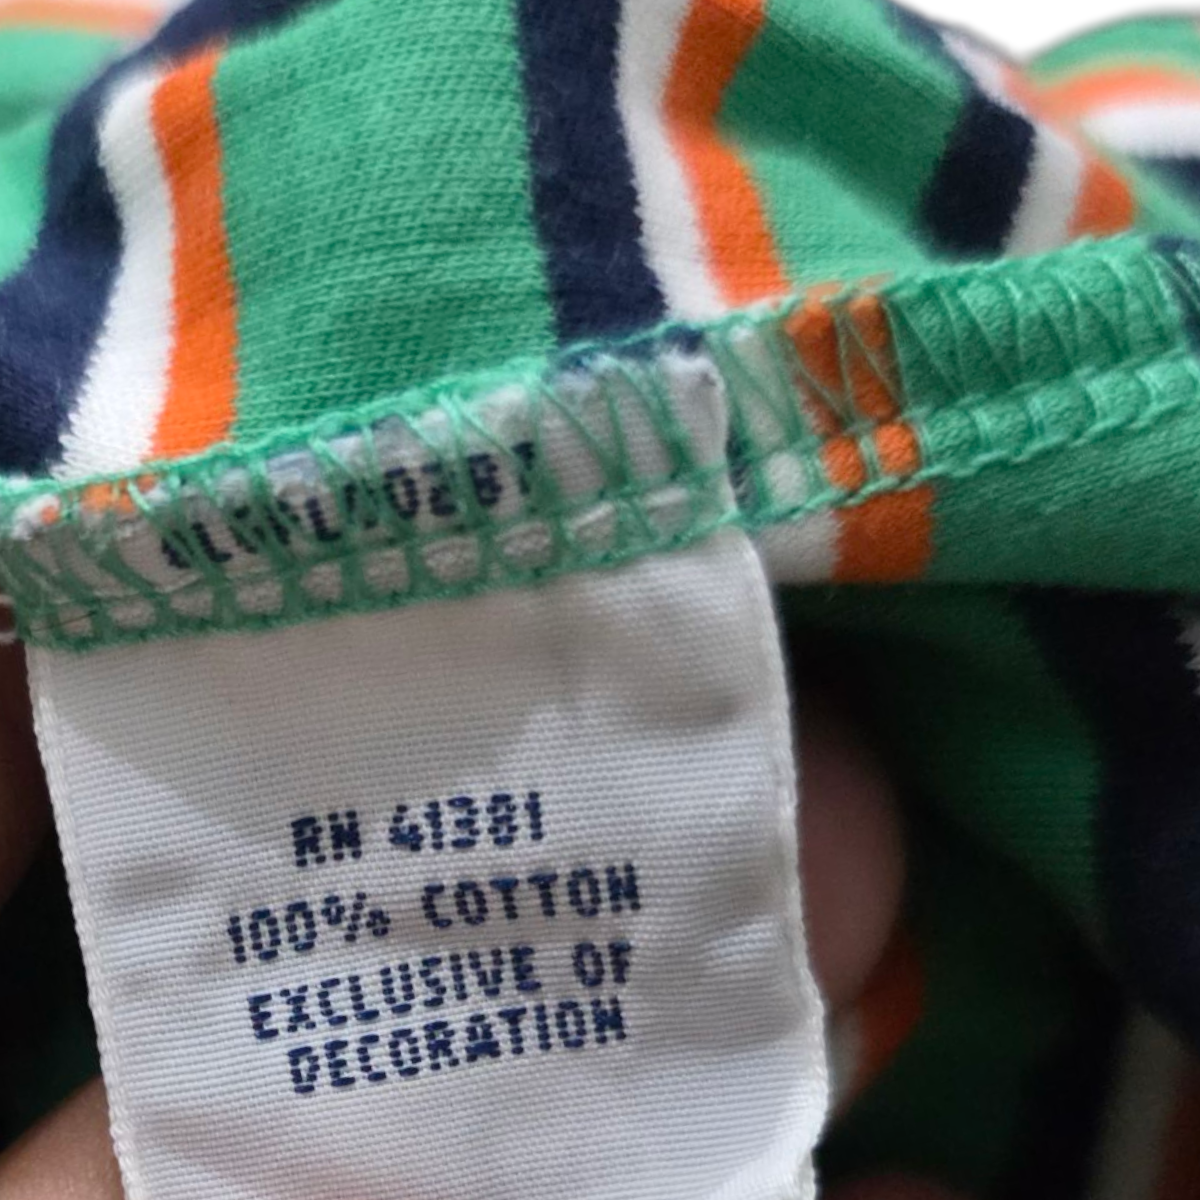 RN 41381
100% COTTON
EXCLUSIVE OF
DECORATION